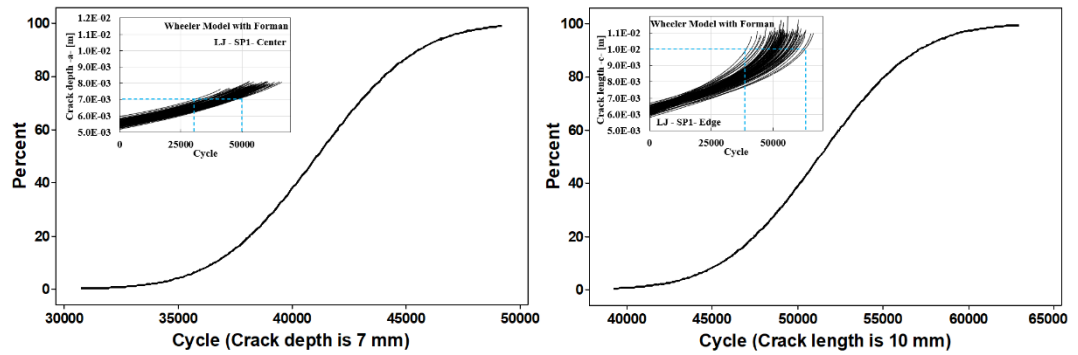 Percent
100
80
60
40
20
0
30000 35000 40000 45000 50000
Cycle (Crack depth is 7 mm)
Wheeler Model with Forman
LJ - SP1- Center
Crack depth -a- [m]
1.2E-02
1.1E-02
1.0E-02
9.0E-03
8.0E-03
7.0E-03
6.0E-03
5.0E-03
0 25000 50000
Cycle
Percent
100
80
60
40
20
0
40000 45000 50000 55000 60000 65000
Cycle (Crack length is 10 mm)
Wheeler Model with Forman
Crack length -c- [m]
1.2E-02
1.1E-02
1.0E-02
9.0E-03
8.0E-03
7.0E-03
6.0E-03
5.0E-03
LJ - SP1- Edge
0 25000 50000
Cycle